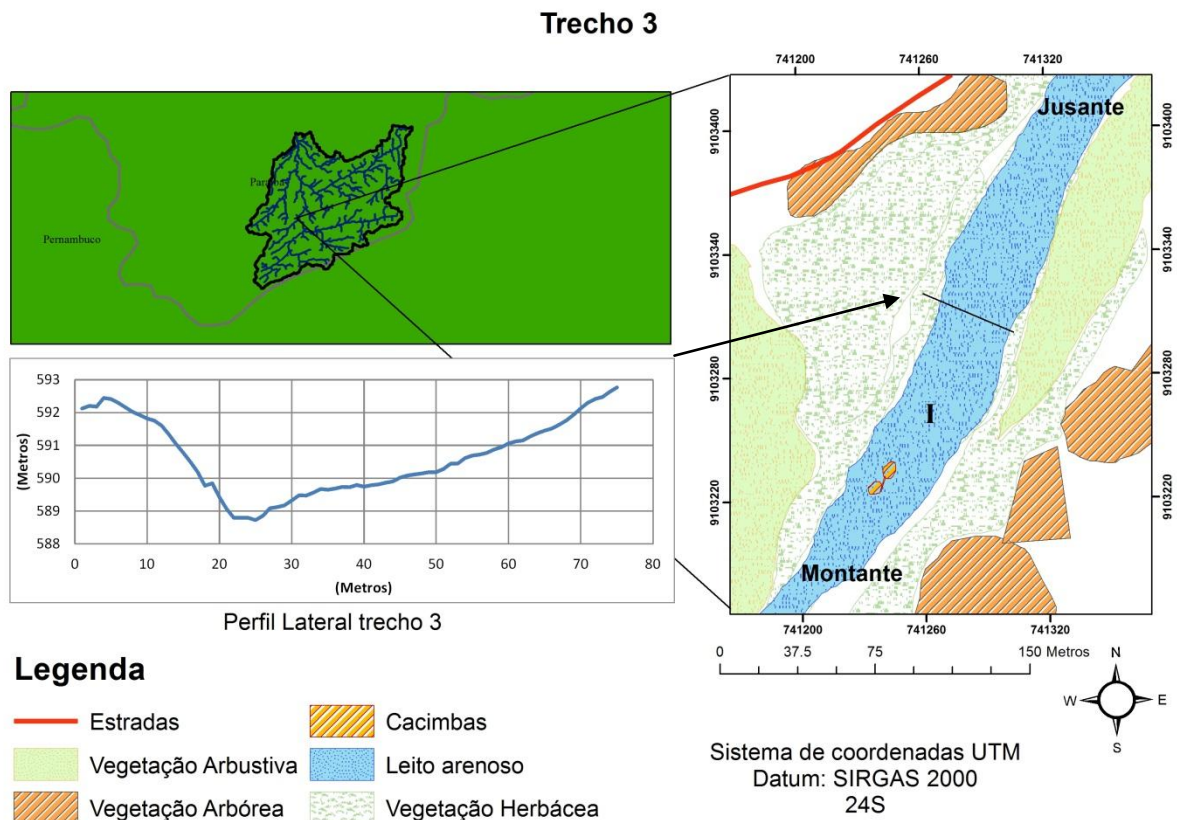 Trecho 3
Paraíba
Pernambuco
741200 741260 741320
9103400 9103340 9103280 9103220
Jusante
I
Montante
9103400 9103340 9103280 9103220
741200 741260 741320
0 37.5 75 150 Metros
N
W E
S
593
592
591
590
589
588
(Metros)
0 10 20 30 40 50 60 70 80
(Metros)
Perfil Lateral trecho 3
Legenda
Estradas
Vegetação Arbustiva
Vegetação Arbórea
Cacimbas
Leito arenoso
Vegetação Herbácea
Sistema de coordenadas UTM
Datum: SIRGAS 2000
24S